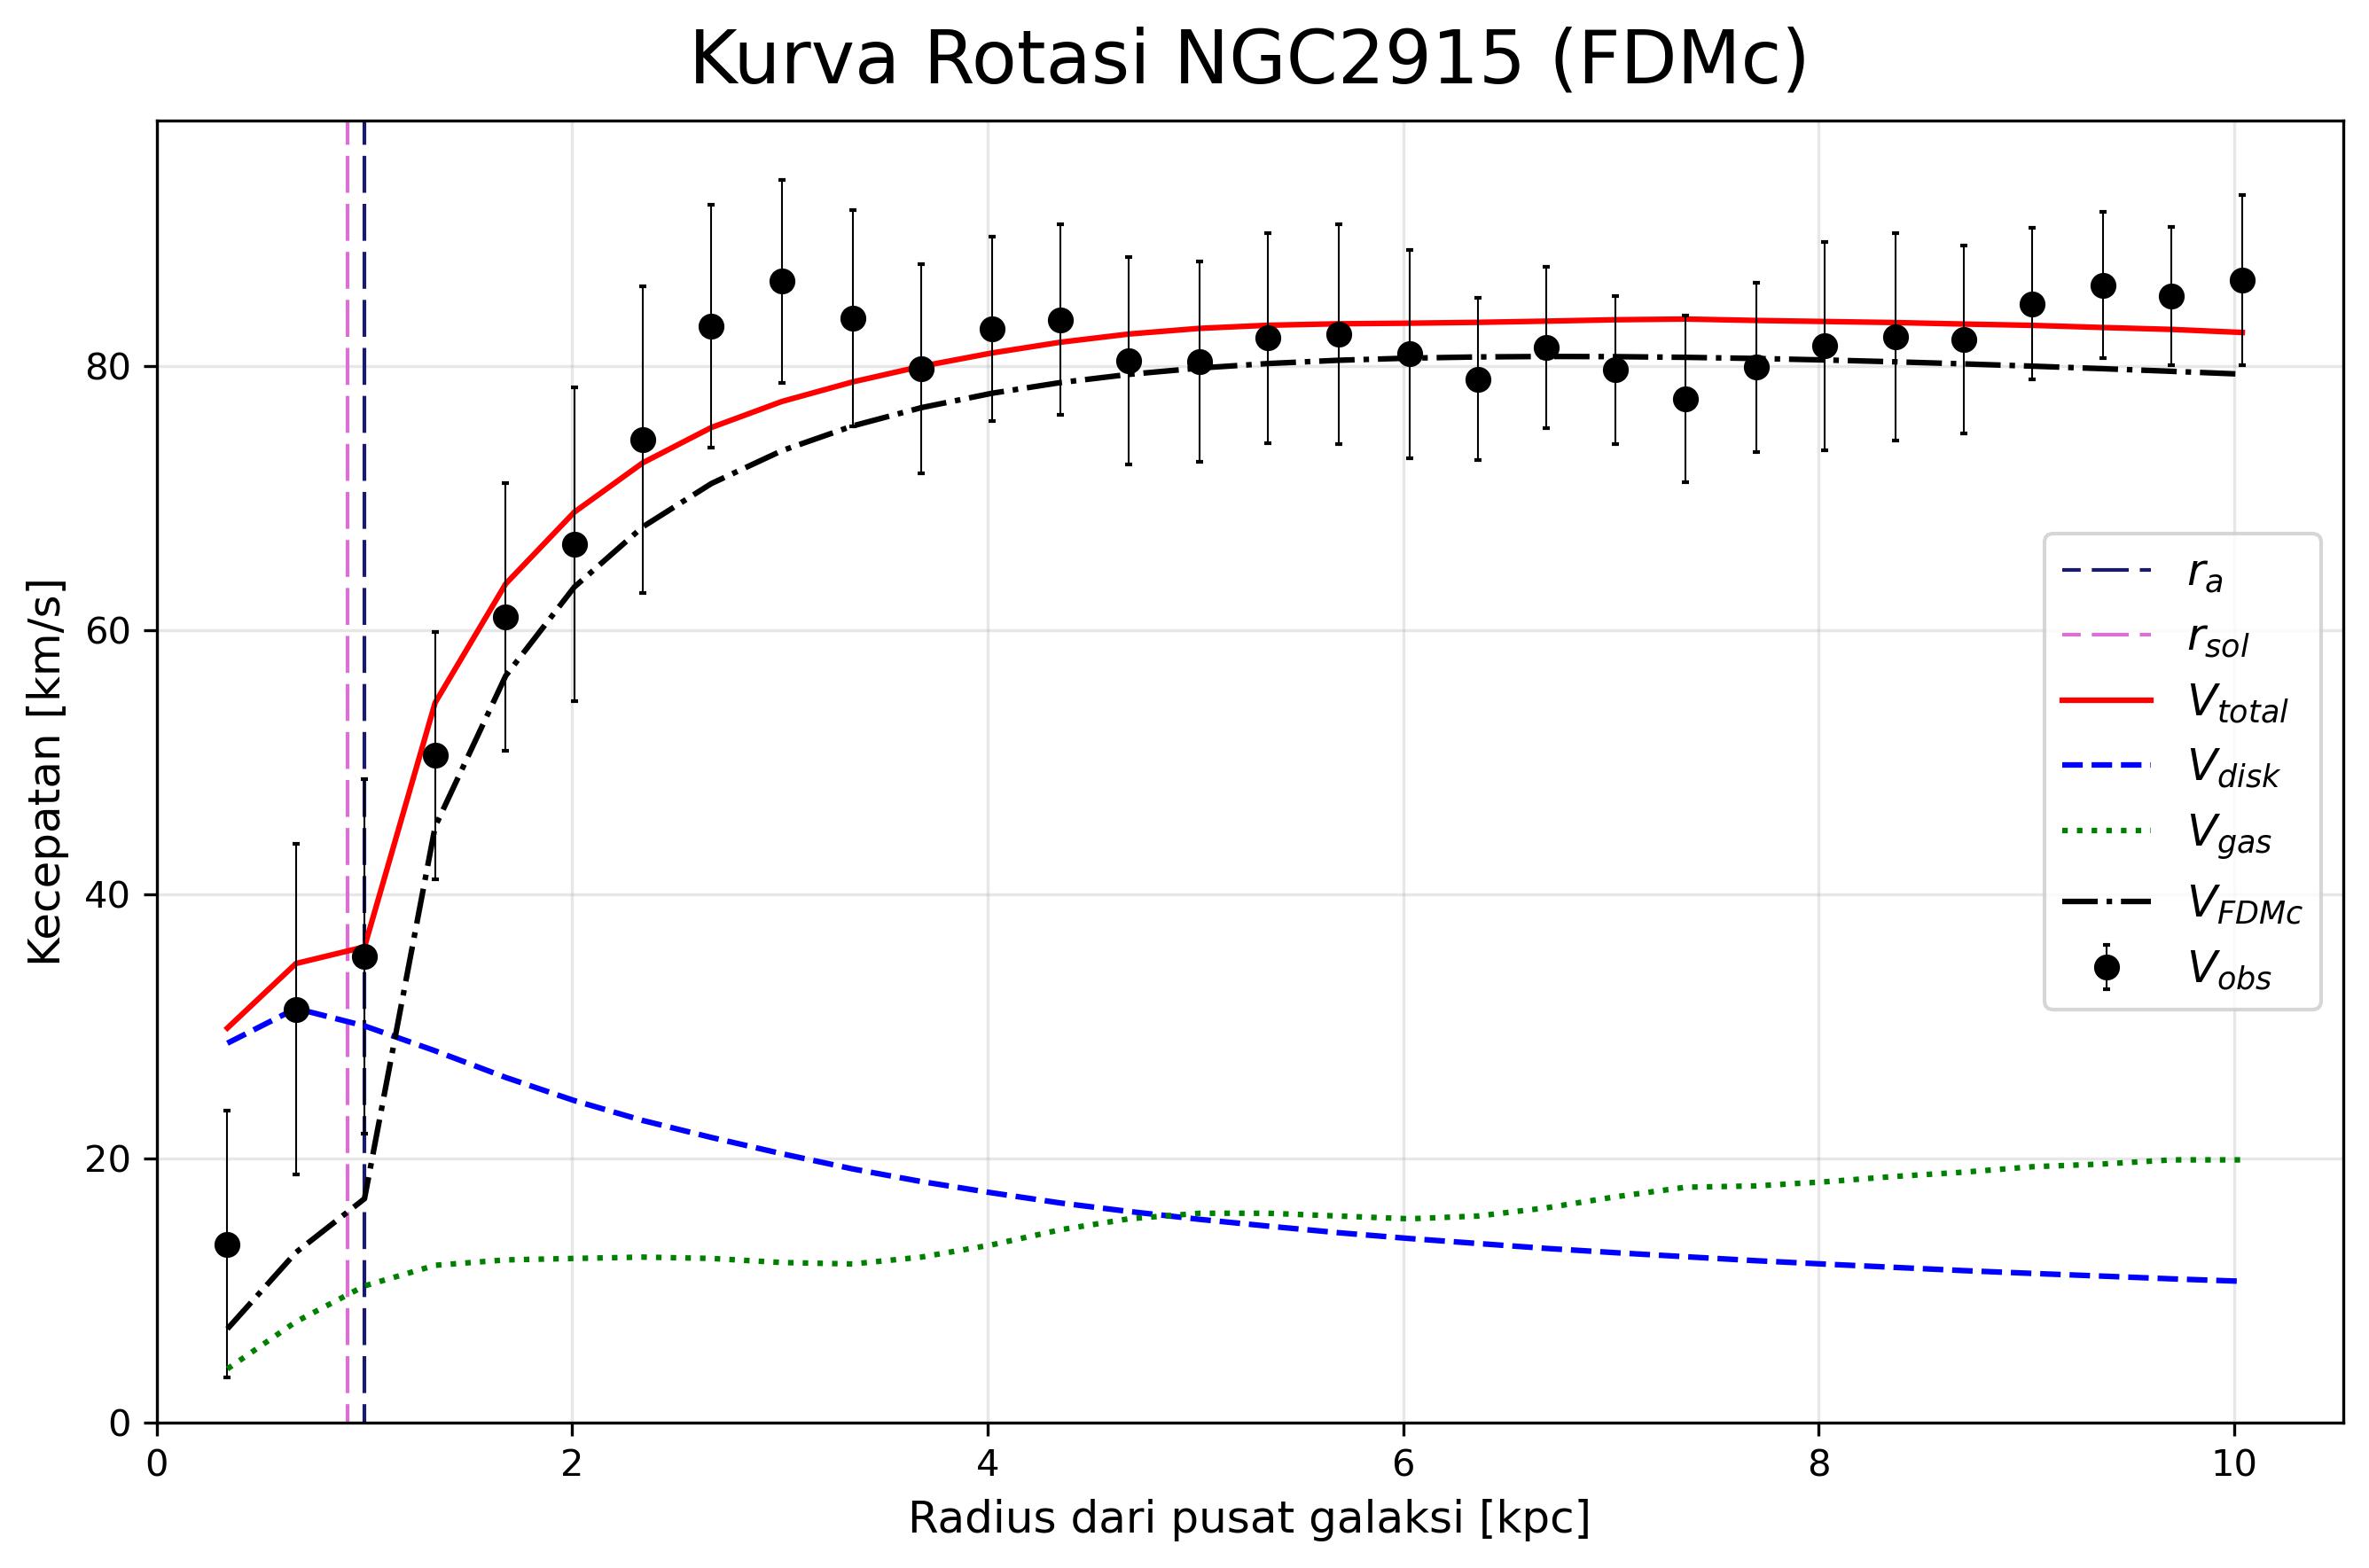 Kurva Rotasi NGC2915 (FDMc)
Kecepatan [km/s]
80
60
40
20
0
0 2 4 6 8 10
Radius dari pusat galaksi [kpc]
r_a
r_sol
V_total
V_disk
V_gas
V_FDMc
V_obs